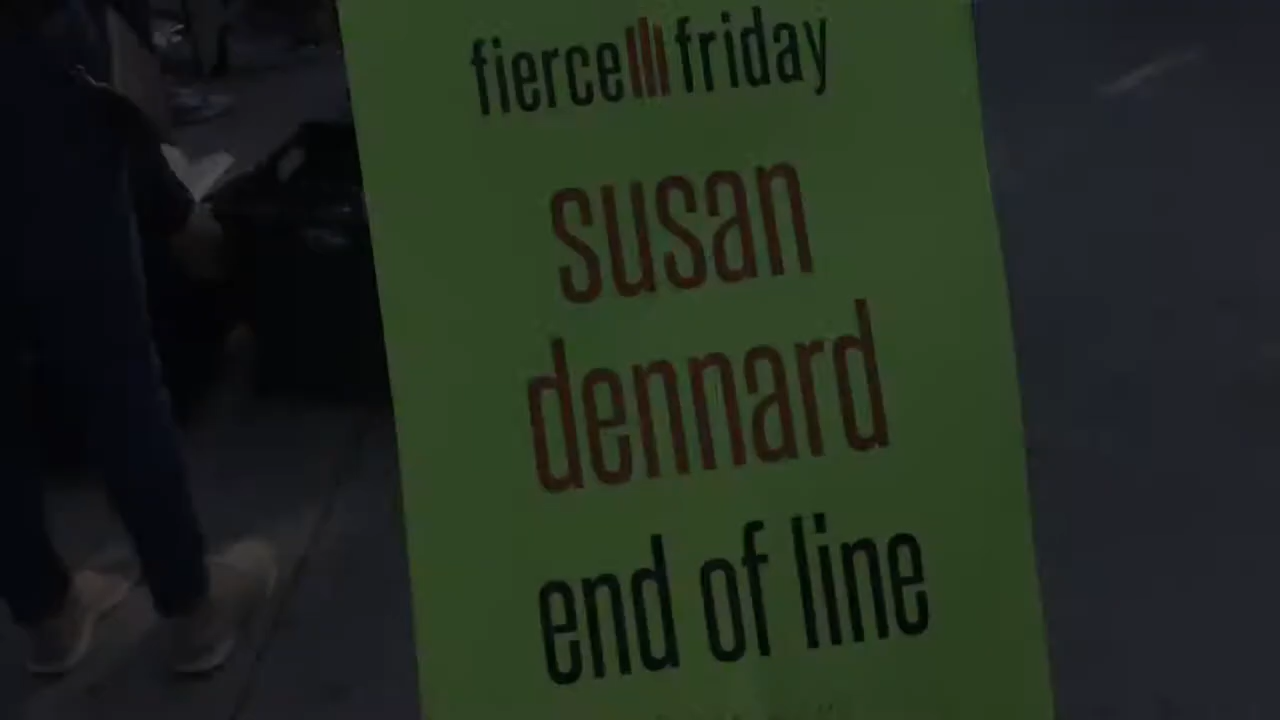 fierce friday
susan
dennard
end of line